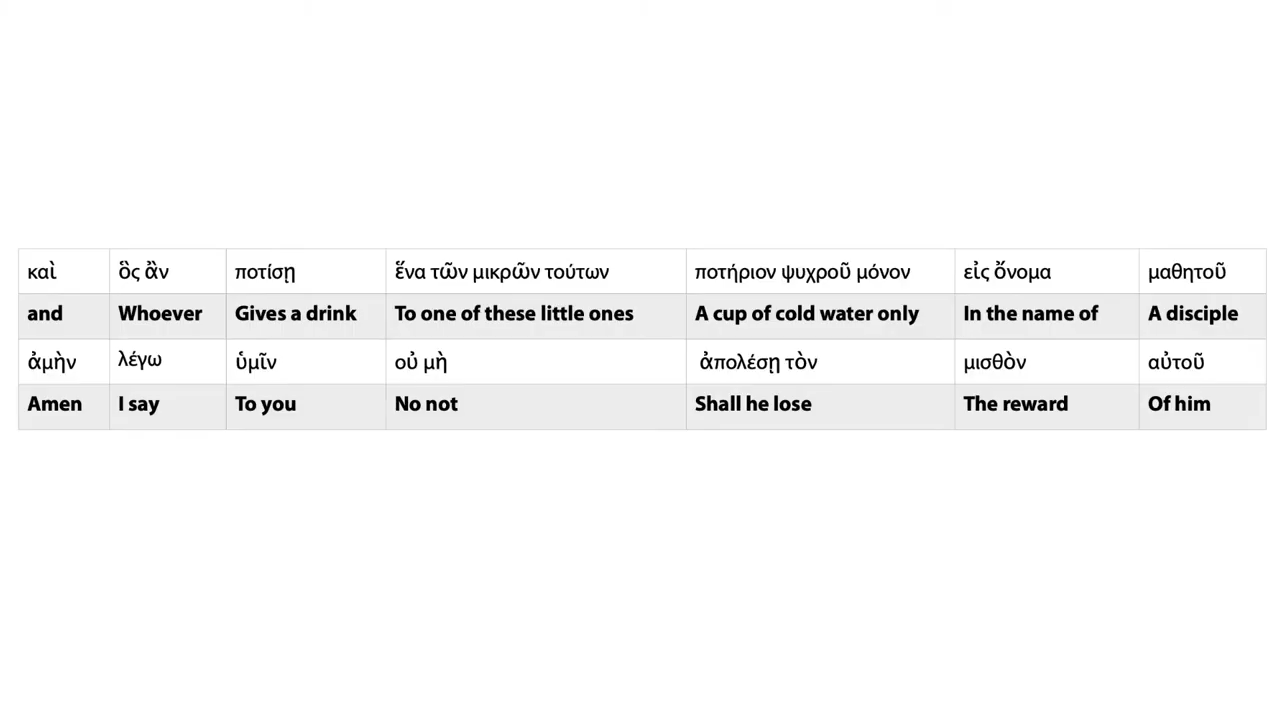 καὶ ὃς ἂν ποτίσῃ ἕνα τῶν μικρῶν τούτων ποτήριον ψυχροῦ μόνον εἰς ὄνομα μαθητοῦ
and Whoever Gives a drink To one of these little ones A cup of cold water only In the name of A disciple
ἀμὴν λέγω ὑμῖν οὐ μὴ ἀπολέσῃ τὸν μισθὸν αὐτοῦ
Amen I say To you No not Shall he lose The reward Of him